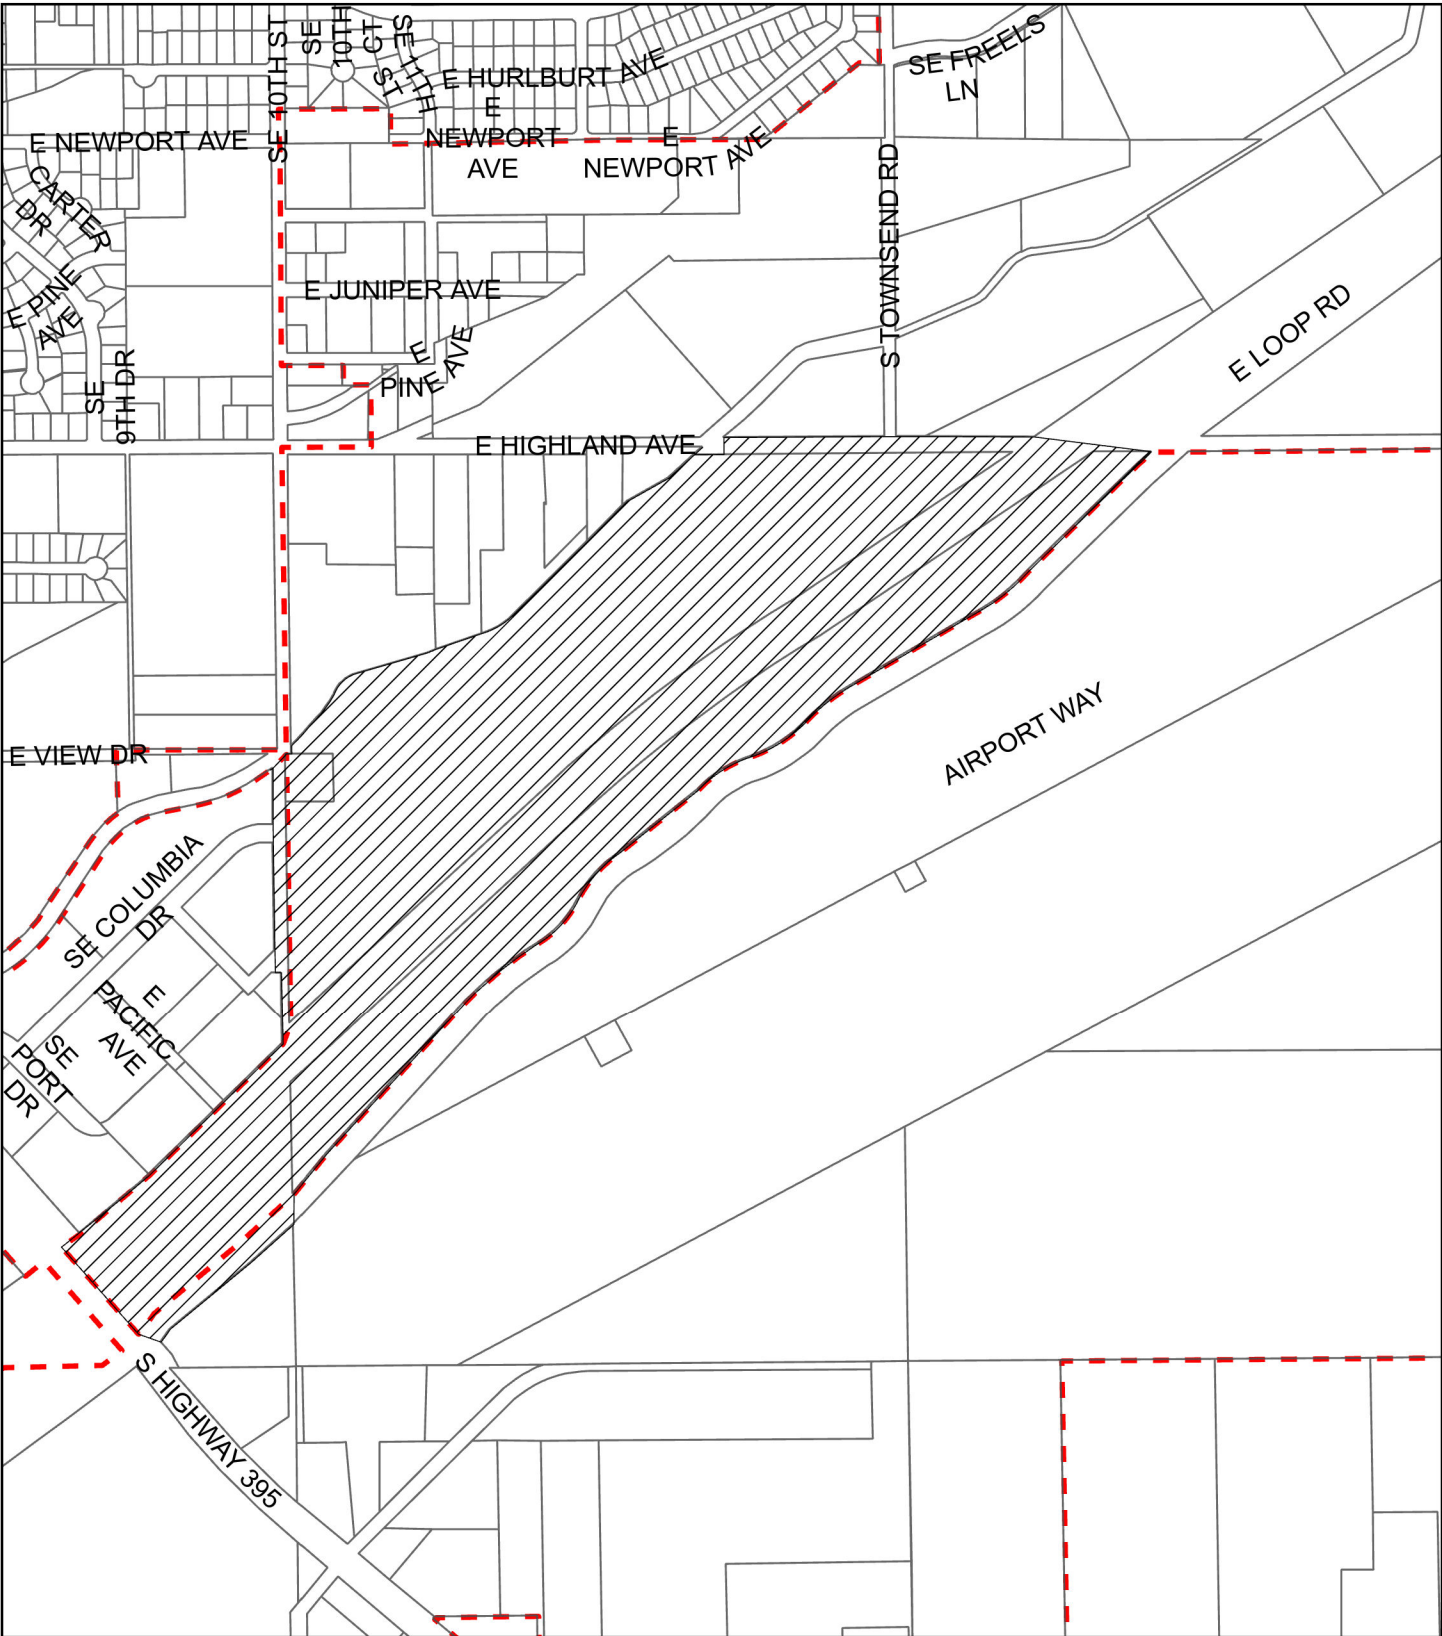 SE 10TH ST
SE
10TH
CT
SE 11TH
ST
E HURLBURT AVE
SE FREELS
LN
E NEWPORT AVE
E
NEWPORT
AVE
E
NEWPORT AVE
CARTER
DR
S TOWNSEND RD
E PINE
AVE
E JUNIPER AVE
E LOOP RD
E
PINE AVE
SE
9TH DR
E HIGHLAND AVE
AIRPORT WAY
E VIEW DR
SE COLUMBIA
DR
E
PACIFIC
AVE
SE
PORT
DR
S HIGHWAY 395